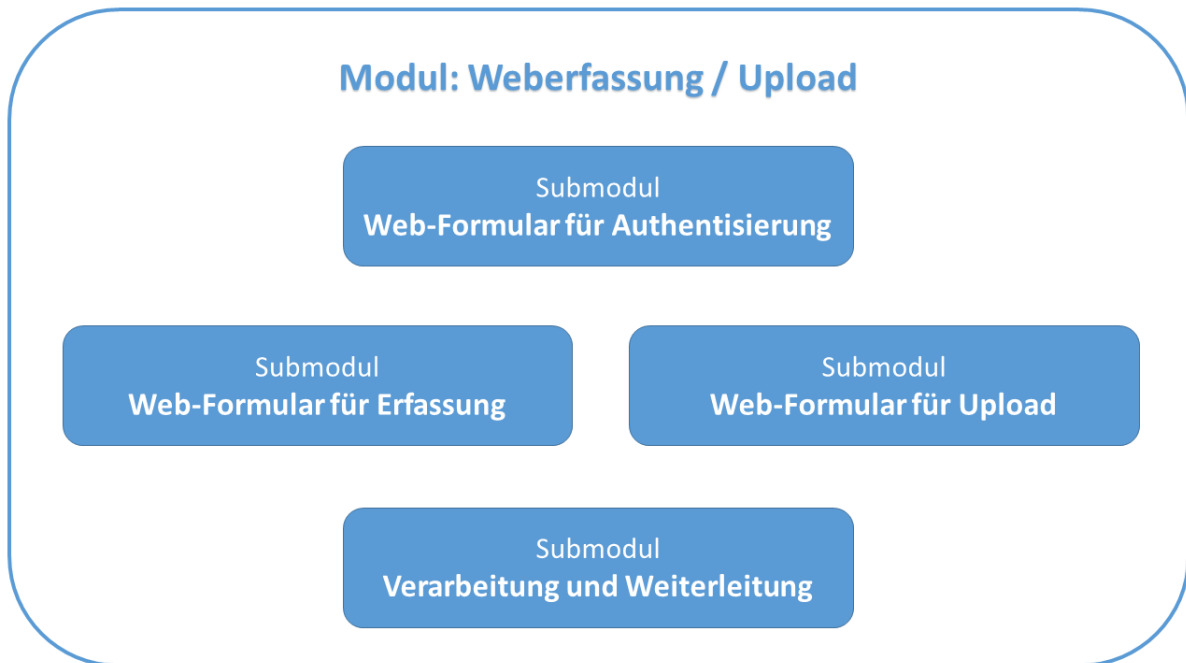 Modul: Weberfassung / Upload
Submodul
Web-Formular für Authentisierung
Submodul
Web-Formular für Erfassung
Submodul
Web-Formular für Upload
Submodul
Verarbeitung und Weiterleitung